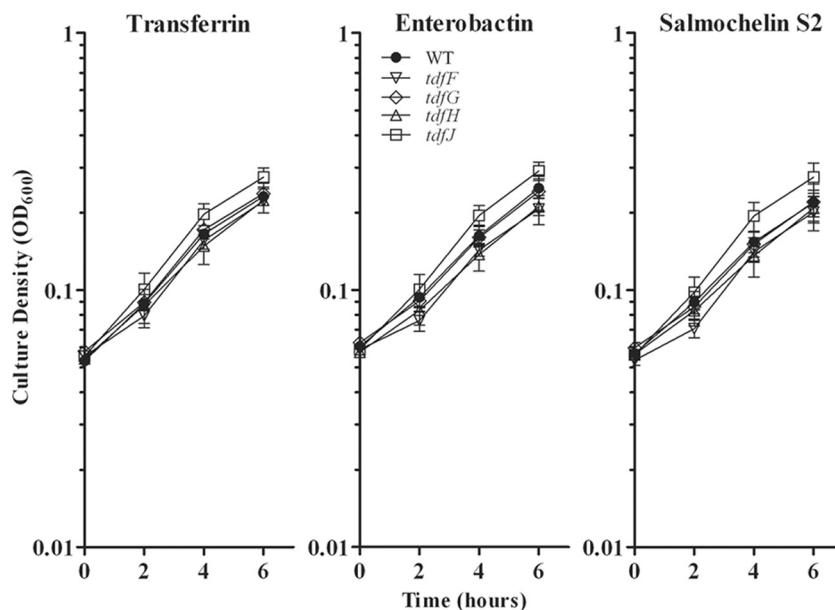 Transferrin
Enterobactin
Salmochelin S2
WT
tdfF
tdfG
tdfH
tdfJ
Culture Density (OD600)
1
0.1
0.01
0 2 4 6
1
0.1
0.01
0 2 4 6
1
0.1
0.01
0 2 4 6
Time (hours)